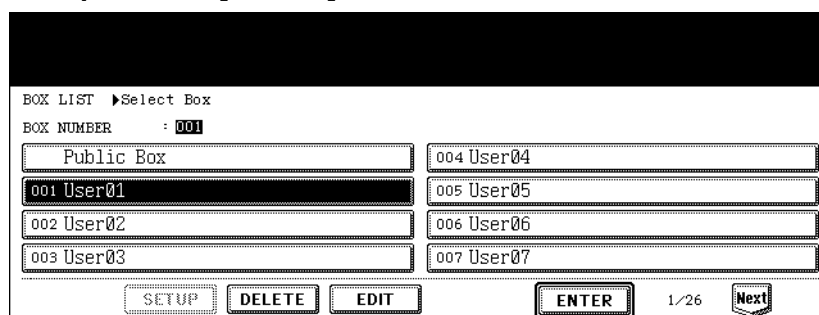 BOX LIST ▶Select Box
BOX NUMBER : 001
Public Box
001 User01
002 User02
003 User03
004 User04
005 User05
006 User06
007 User07
SETUP DELETE EDIT ENTER 1/26 Next